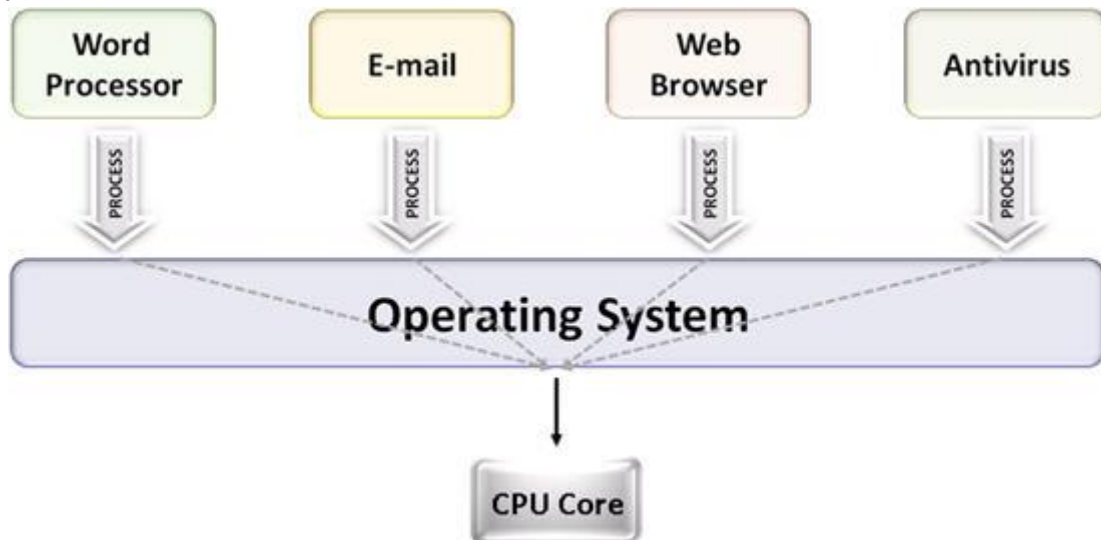 Word
Processor
E-mail
Web
Browser
Antivirus
PROCESS
PROCESS
PROCESS
PROCESS
Operating System
CPU Core